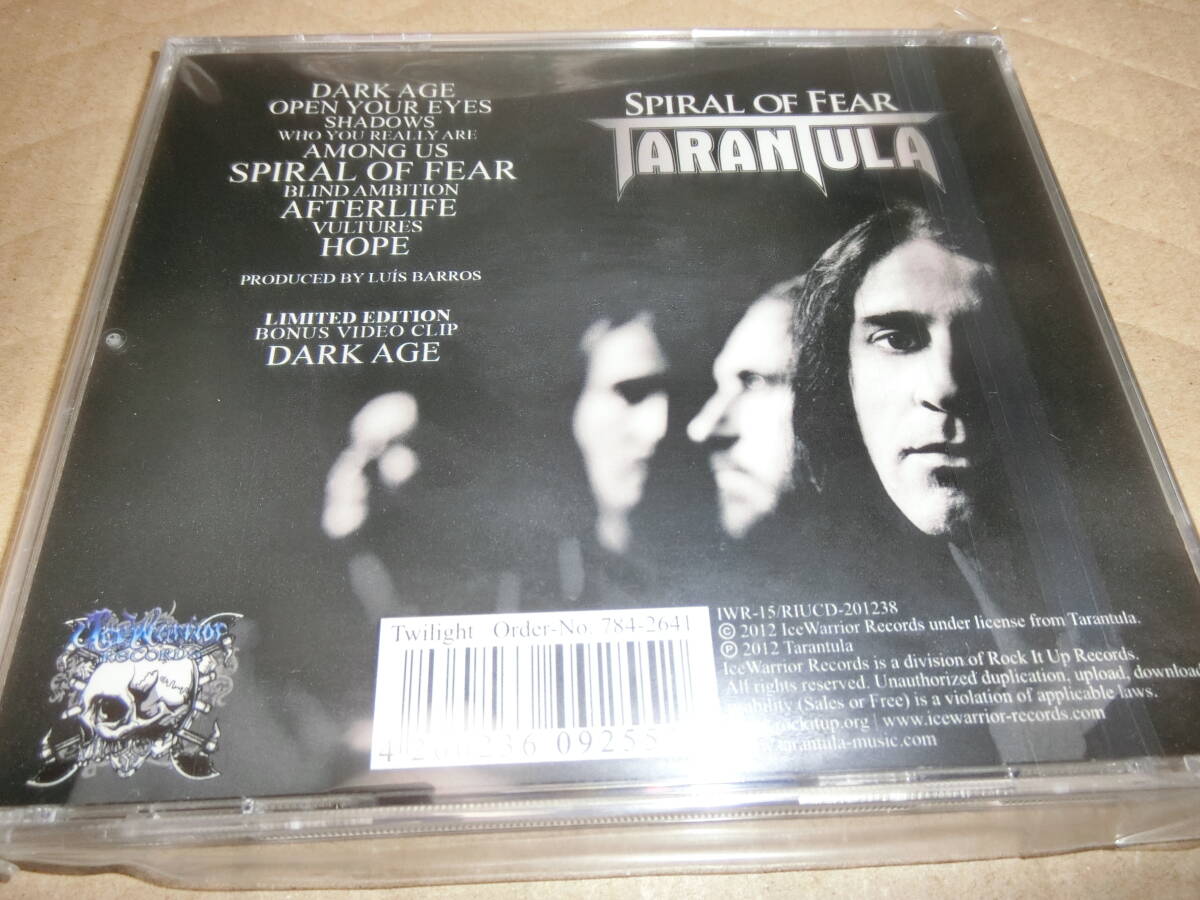 DARK AGE
OPEN YOUR EYES
SHADOWS
WHO YOU REALLY ARE
AMONG US
SPIRAL OF FEAR
BLIND AMBITION
AFTERLIFE
VULTURES
HOPE
PRODUCED BY LUÍS BARROS
LIMITED EDITION
BONUS VIDEO CLIP
DARK AGE
SPIRAL OF FEAR
TARANTULA
IceWarrior
RECORDS
Twilight Order-No. 784-2641
IWR-15/RIUCD-201238
© 2012 IceWarrior Records under license from Tarantula.
℗ 2012 Tarantula
IceWarrior Records is a division of Rock It Up Records.
All rights reserved. Unauthorized duplication, upload, download
(Sales or Free) is a violation of applicable laws.
| www.icewarrior-records.com